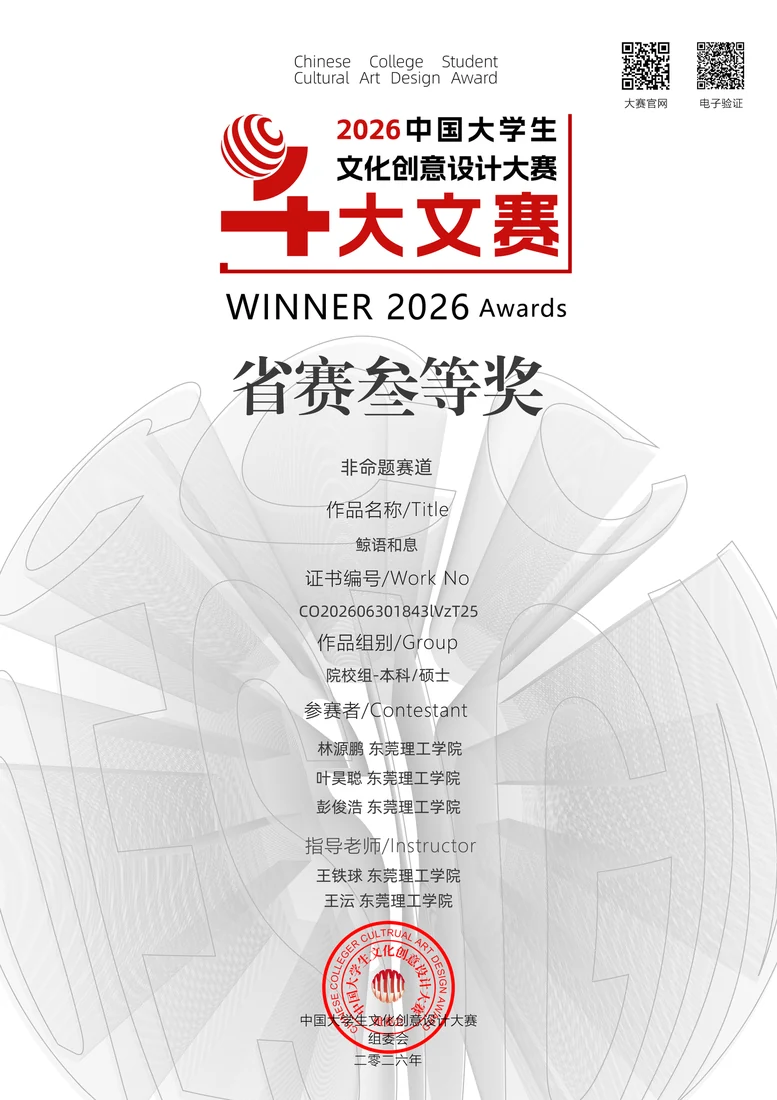 Chinese College Student
Cultural Art Design Award
大赛官网
电子验证
2026中国大学生
文化创意设计大赛
大文赛
WINNER 2026 Awards
省赛叁等奖
非命题赛道
作品名称/Title
鲸语和息
证书编号/Work No
CO202606301843lVzT25
作品组别/Group
院校组-本科/硕士
参赛者/Contestant
林源鹏 东莞理工学院
叶昊聪 东莞理工学院
彭俊浩 东莞理工学院
指导老师/Instructor
王铁球 东莞理工学院
王沄 东莞理工学院
CHINESE COLLEGER CULTRUAL ART DESIGN AWARD
中国大学生文化创意设计大赛
中国大学生文化创意设计大赛
组委会
二零二六年